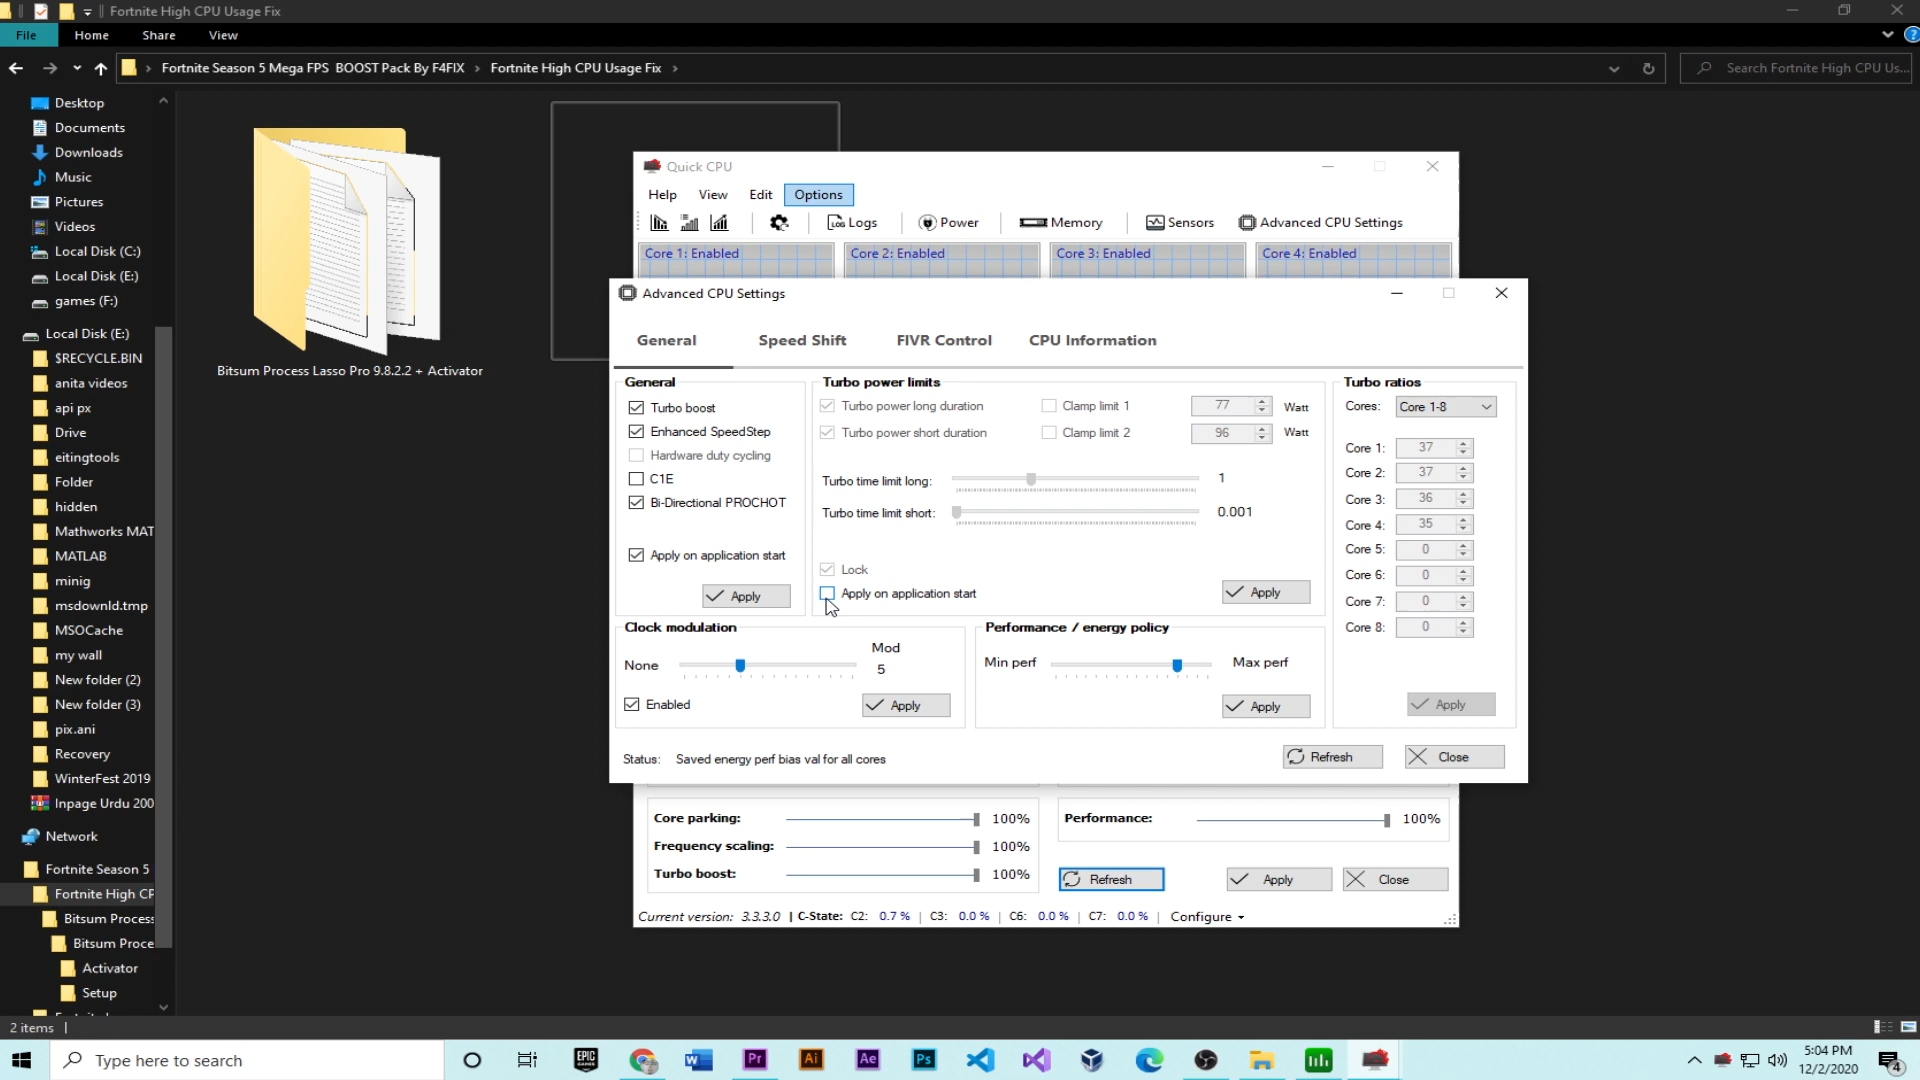 Fortnite High CPU Usage Fix
File Home Share View
Fortnite Season 5 Mega FPS BOOST Pack By F4FIX > Fortnite High CPU Usage Fix >
Search Fortnite High CPU Us...
Desktop
Documents
Downloads
Music
Pictures
Videos
Local Disk (C:)
Local Disk (E:)
games (F:)
Local Disk (E:)
$RECYCLE.BIN
anita videos
api px
Drive
eitingtools
Folder
hidden
Mathworks MAT
MATLAB
minig
msdownld.tmp
MSOCache
my wall
New folder (2)
New folder (3)
pix.ani
Recovery
WinterFest 2019
Inpage Urdu 200
Network
Fortnite Season 5
Fortnite High CP
Bitsum Process
Bitsum Proce
Activator
Setup
2 items
Bitsum Process Lasso Pro 9.8.2.2 + Activator
Quick CPU
Help View Edit Options
Logs Power Memory Sensors Advanced CPU Settings
Core 1: Enabled Core 2: Enabled Core 3: Enabled Core 4: Enabled
Advanced CPU Settings
General Speed Shift FIVR Control CPU Information
General
Turbo boost
Enhanced SpeedStep
Hardware duty cycling
C1E
Bi-Directional PROCHOT
Apply on application start
Apply
Turbo power limits
Turbo power long duration Clamp limit 1 77 Watt
Turbo power short duration Clamp limit 2 96 Watt
Turbo time limit long: 1
Turbo time limit short: 0.001
Lock
Apply on application start Apply
Turbo ratios
Cores: Core 1-8
Core 1: 37
Core 2: 37
Core 3: 36
Core 4: 35
Core 5: 0
Core 6: 0
Core 7: 0
Core 8: 0
Apply
Clock modulation
None Mod
5
Enabled Apply
Performance / energy policy
Min perf Max perf
Apply
Status: Saved energy perf bias val for all cores
Refresh Close
Core parking: 100%
Frequency scaling: 100%
Turbo boost: 100%
Performance: 100%
Refresh Apply Close
Current version: 3.3.3.0 | C-State: C2: 0.7 % | C3: 0.0 % | C6: 0.0 % | C7: 0.0 % | Configure
Type here to search
EPIC GAMES
Pr Ai Ae Ps
5:04 PM
12/2/2020
4